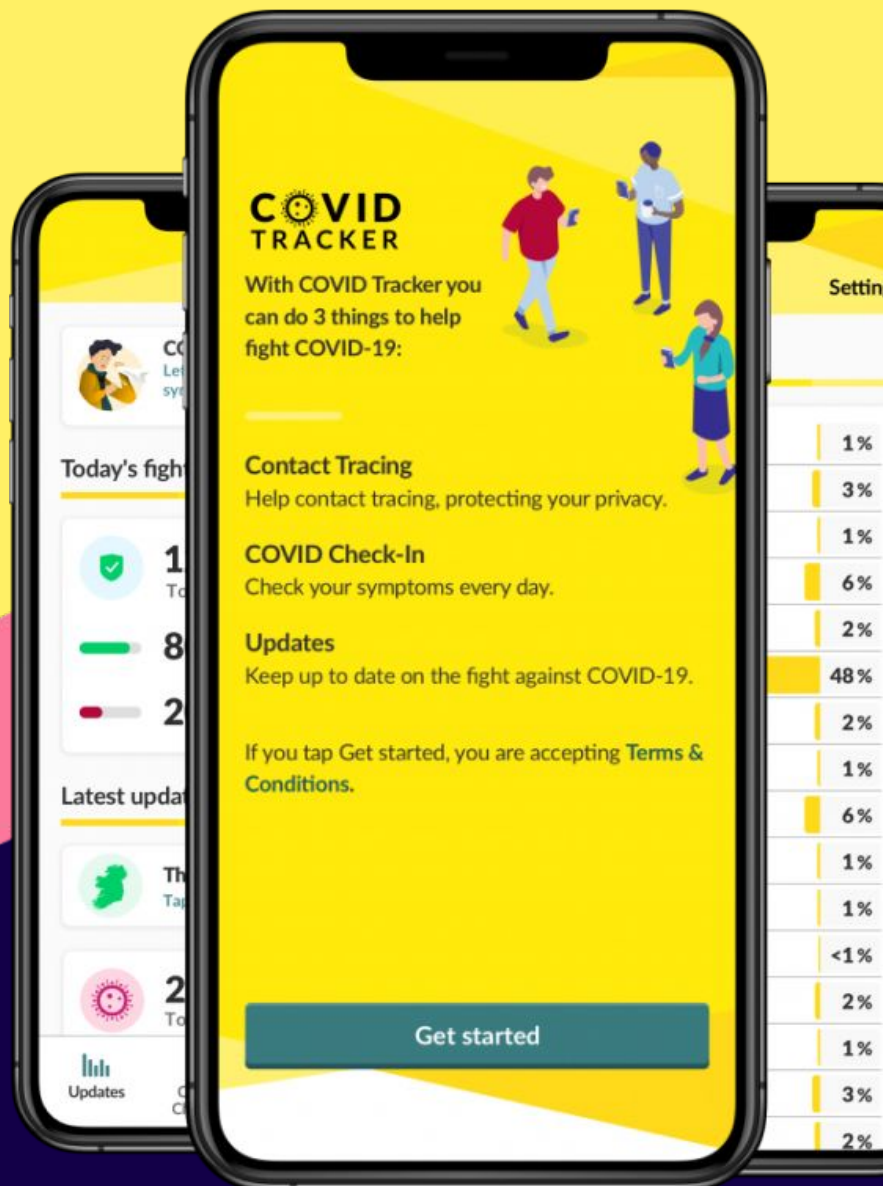 COVID
TRACKER
With COVID Tracker you
can do 3 things to help
fight COVID-19:
Contact Tracing
Help contact tracing, protecting your privacy.
COVID Check-In
Check your symptoms every day.
Updates
Keep up to date on the fight against COVID-19.
If you tap Get started, you are accepting Terms &
Conditions.
Get started
Today's
Latest
Updates
1%
3%
1%
6%
2%
48%
2%
1%
6%
1%
1%
<1%
2%
1%
3%
2%